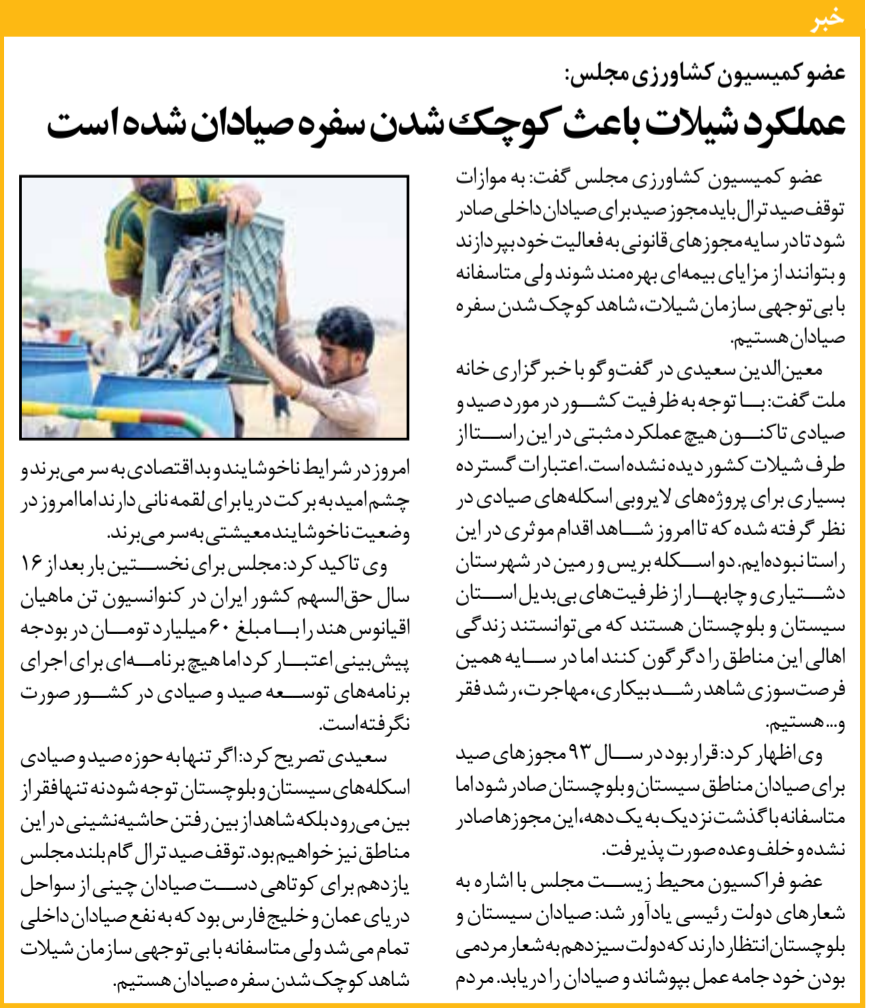 خبر
عضو کمیسیون کشاورزی مجلس:
عملکرد شیلات باعث کوچک شدن سفره صیادان شده است
عضو کمیسیون کشاورزی مجلس گفت: به موازات
توقف صید ترال باید مجوز صید برای صیادان داخلی صادر
شود تا در سایه مجوزهای قانونی به فعالیت خود بپردازند
و بتوانند از مزایای بیمه‌ای بهره‌مند شوند ولی متاسفانه
با بی توجهی سازمان شیلات، شاهد کوچک شدن سفره
صیادان هستیم.
معین‌الدین سعیدی در گفت‌وگو با خبرگزاری خانه
ملت گفت: با توجه به ظرفیت کشور در مورد صید و
صیادی تاکنون هیچ عملکرد مثبتی در این راستا از
طرف شیلات کشور دیده نشده است. اعتبارات گسترده
بسیاری برای پروژه‌های لایروبی اسکله‌های صیادی در
نظر گرفته شده که تا امروز شاهد اقدام موثری در این
راستا نبوده‌ایم. دو اسکله بریس و رمین در شهرستان
دشتیاری و چابهار از ظرفیت‌های بی‌بدیل استان
سیستان و بلوچستان هستند که می‌توانستند زندگی
اهالی این مناطق را دگرگون کنند اما در سایه همین
فرصت‌سوزی شاهد رشد بیکاری، مهاجرت، رشد فقر
و... هستیم.
وی اظهار کرد: قرار بود در سال ۹۳ مجوزهای صید
برای صیادان مناطق سیستان و بلوچستان صادر شود اما
متاسفانه با گذشت نزدیک به یک دهه، این مجوزها صادر
نشده و خلف وعده صورت پذیرفت.
عضو فراکسیون محیط زیست مجلس با اشاره به
شعارهای دولت رئیسی یادآور شد: صیادان سیستان و
بلوچستان انتظار دارند که دولت سیزدهم به شعار مردمی
بودن خود جامه عمل بپوشاند و صیادان را دریابد. مردم
امروز در شرایط ناخوشایند و بد اقتصادی به سر می‌برند و
چشم امید به برکت دریا برای لقمه نانی دارند اما امروز در
وضعیت ناخوشایند معیشتی به‌سر می‌برند.
وی تاکید کرد: مجلس برای نخستین بار بعد از ۱۶
سال حق‌السهم کشور ایران در کنوانسیون تن ماهیان
اقیانوس هند را با مبلغ ۶۰ میلیارد تومان در بودجه
پیش‌بینی اعتبار کرد اما هیچ برنامه‌ای برای اجرای
برنامه‌های توسعه صید و صیادی در کشور صورت
نگرفته است.
سعیدی تصریح کرد: اگر تنها به حوزه صید و صیادی
اسکله‌های سیستان و بلوچستان توجه شود نه تنها فقر از
بین می‌رود بلکه شاهد از بین رفتن حاشیه‌نشینی در این
مناطق نیز خواهیم بود. توقف صید ترال گام بلند مجلس
یازدهم برای کوتاهی دست صیادان چینی از سواحل
دریای عمان و خلیج فارس بود که به نفع صیادان داخلی
تمام می‌شد ولی متاسفانه با بی توجهی سازمان شیلات
شاهد کوچک شدن سفره صیادان هستیم.